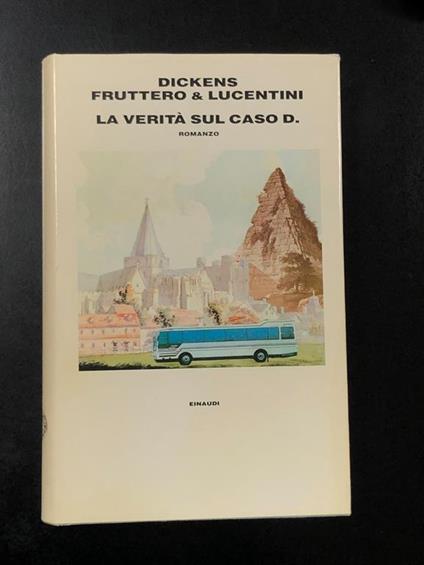 DICKENS
FRUTTERO & LUCENTINI
LA VERITÀ SUL CASO D.
ROMANZO
EINAUDI